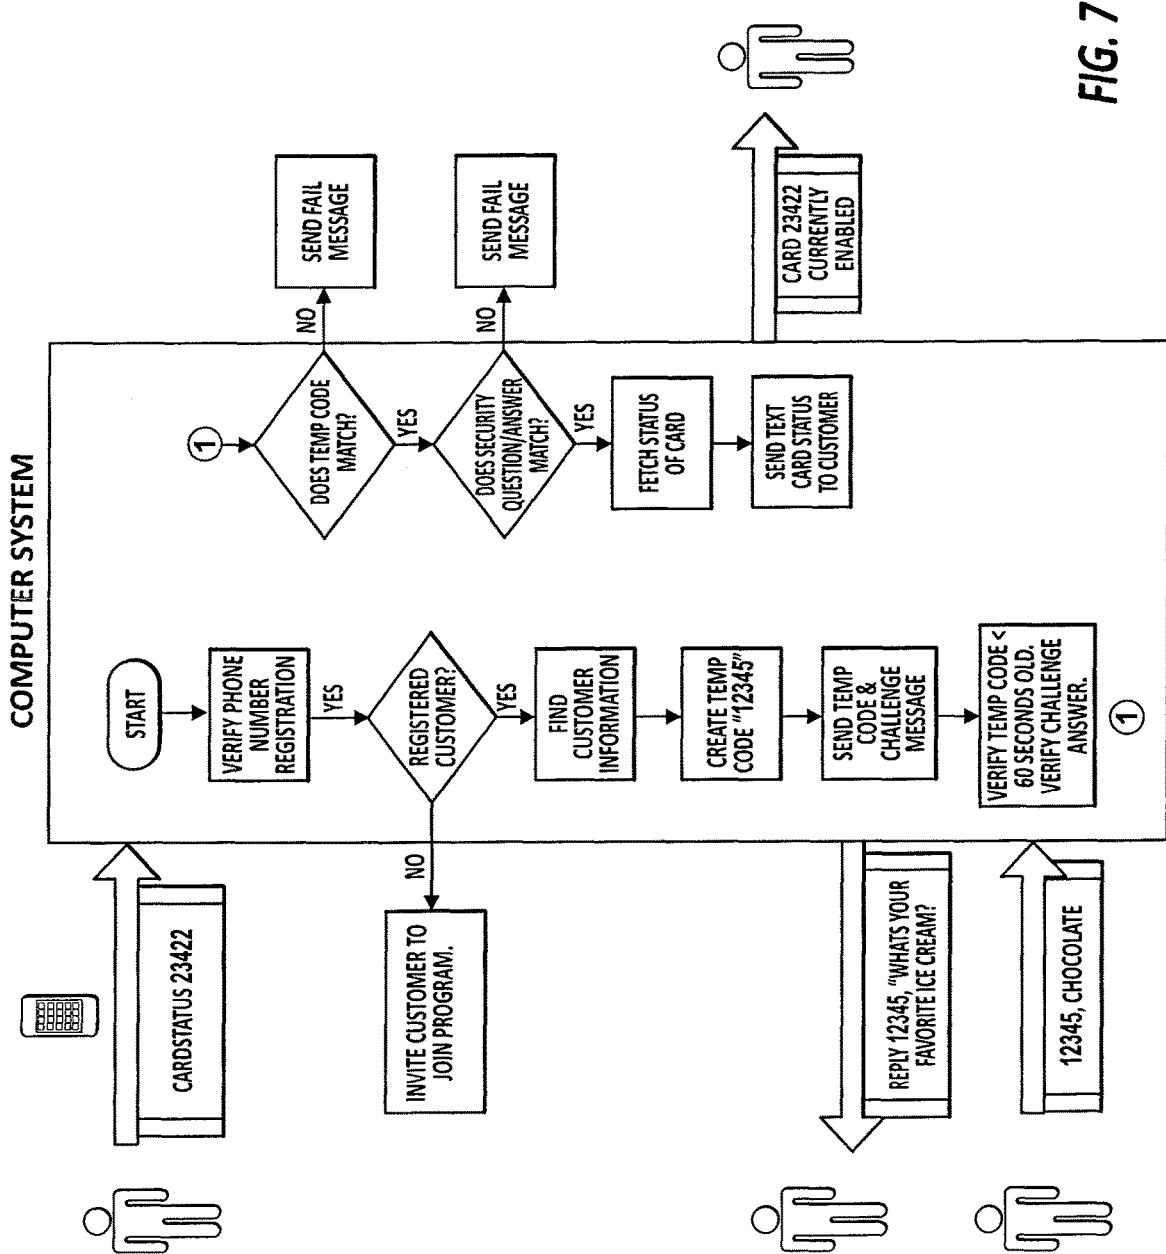 COMPUTER SYSTEM
CARDSTATUS 23422
START
VERIFY PHONE
NUMBER
REGISTRATION
YES
REGISTERED
CUSTOMER?
NO
INVITE CUSTOMER TO
JOIN PROGRAM.
YES
FIND
CUSTOMER
INFORMATION
CREATE TEMP
CODE "12345"
SEND TEMP
CODE &
CHALLENGE
MESSAGE
REPLY 12345, "WHATS YOUR
FAVORITE ICE CREAM?
12345, CHOCOLATE
VERIFY TEMP CODE <
60 SECONDS OLD.
VERIFY CHALLENGE
ANSWER.
1
1
DOES TEMP CODE
MATCH?
NO
SEND FAIL
MESSAGE
YES
DOES SECURITY
QUESTION/ANSWER
MATCH?
NO
SEND FAIL
MESSAGE
YES
FETCH STATUS
OF CARD
SEND TEXT
CARD STATUS
TO CUSTOMER
CARD 23422
CURRENTLY
ENABLED
FIG. 7